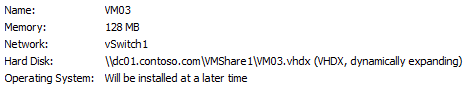 Name: VM03
Memory: 128 MB
Network: vSwitch1
Hard Disk: \\dc01.contoso.com\VMShare1\VM03.vhdx (VHDX, dynamically expanding)
Operating System: Will be installed at a later time